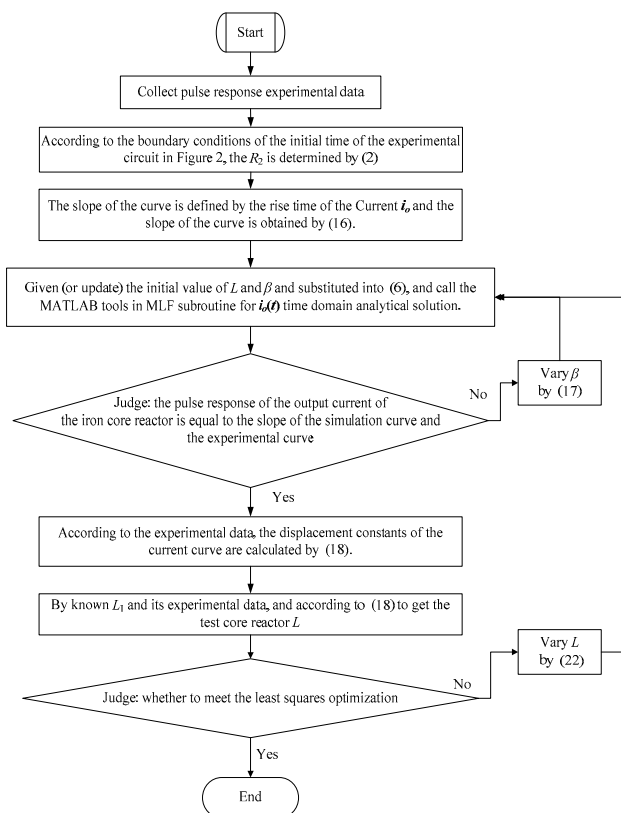 Start
Collect pulse response experimental data
According to the boundary conditions of the initial time of the experimental
circuit in Figure 2, the R2 is determined by (2)
The slope of the curve is defined by the rise time of the Current io and the
slope of the curve is obtained by (16).
Given (or update) the initial value of L and β and substituted into (6), and call the
MATLAB tools in MLF subroutine for io(t) time domain analytical solution.
Judge: the pulse response of the output current of
the iron core reactor is equal to the slope of the simulation curve and
the experimental curve
No
Vary β
by (17)
Yes
According to the experimental data, the displacement constants of the
current curve are calculated by (18).
By known L1 and its experimental data, and according to (18) to get the
test core reactor L
Judge: whether to meet the least squares optimization
No
Vary L
by (22)
Yes
End